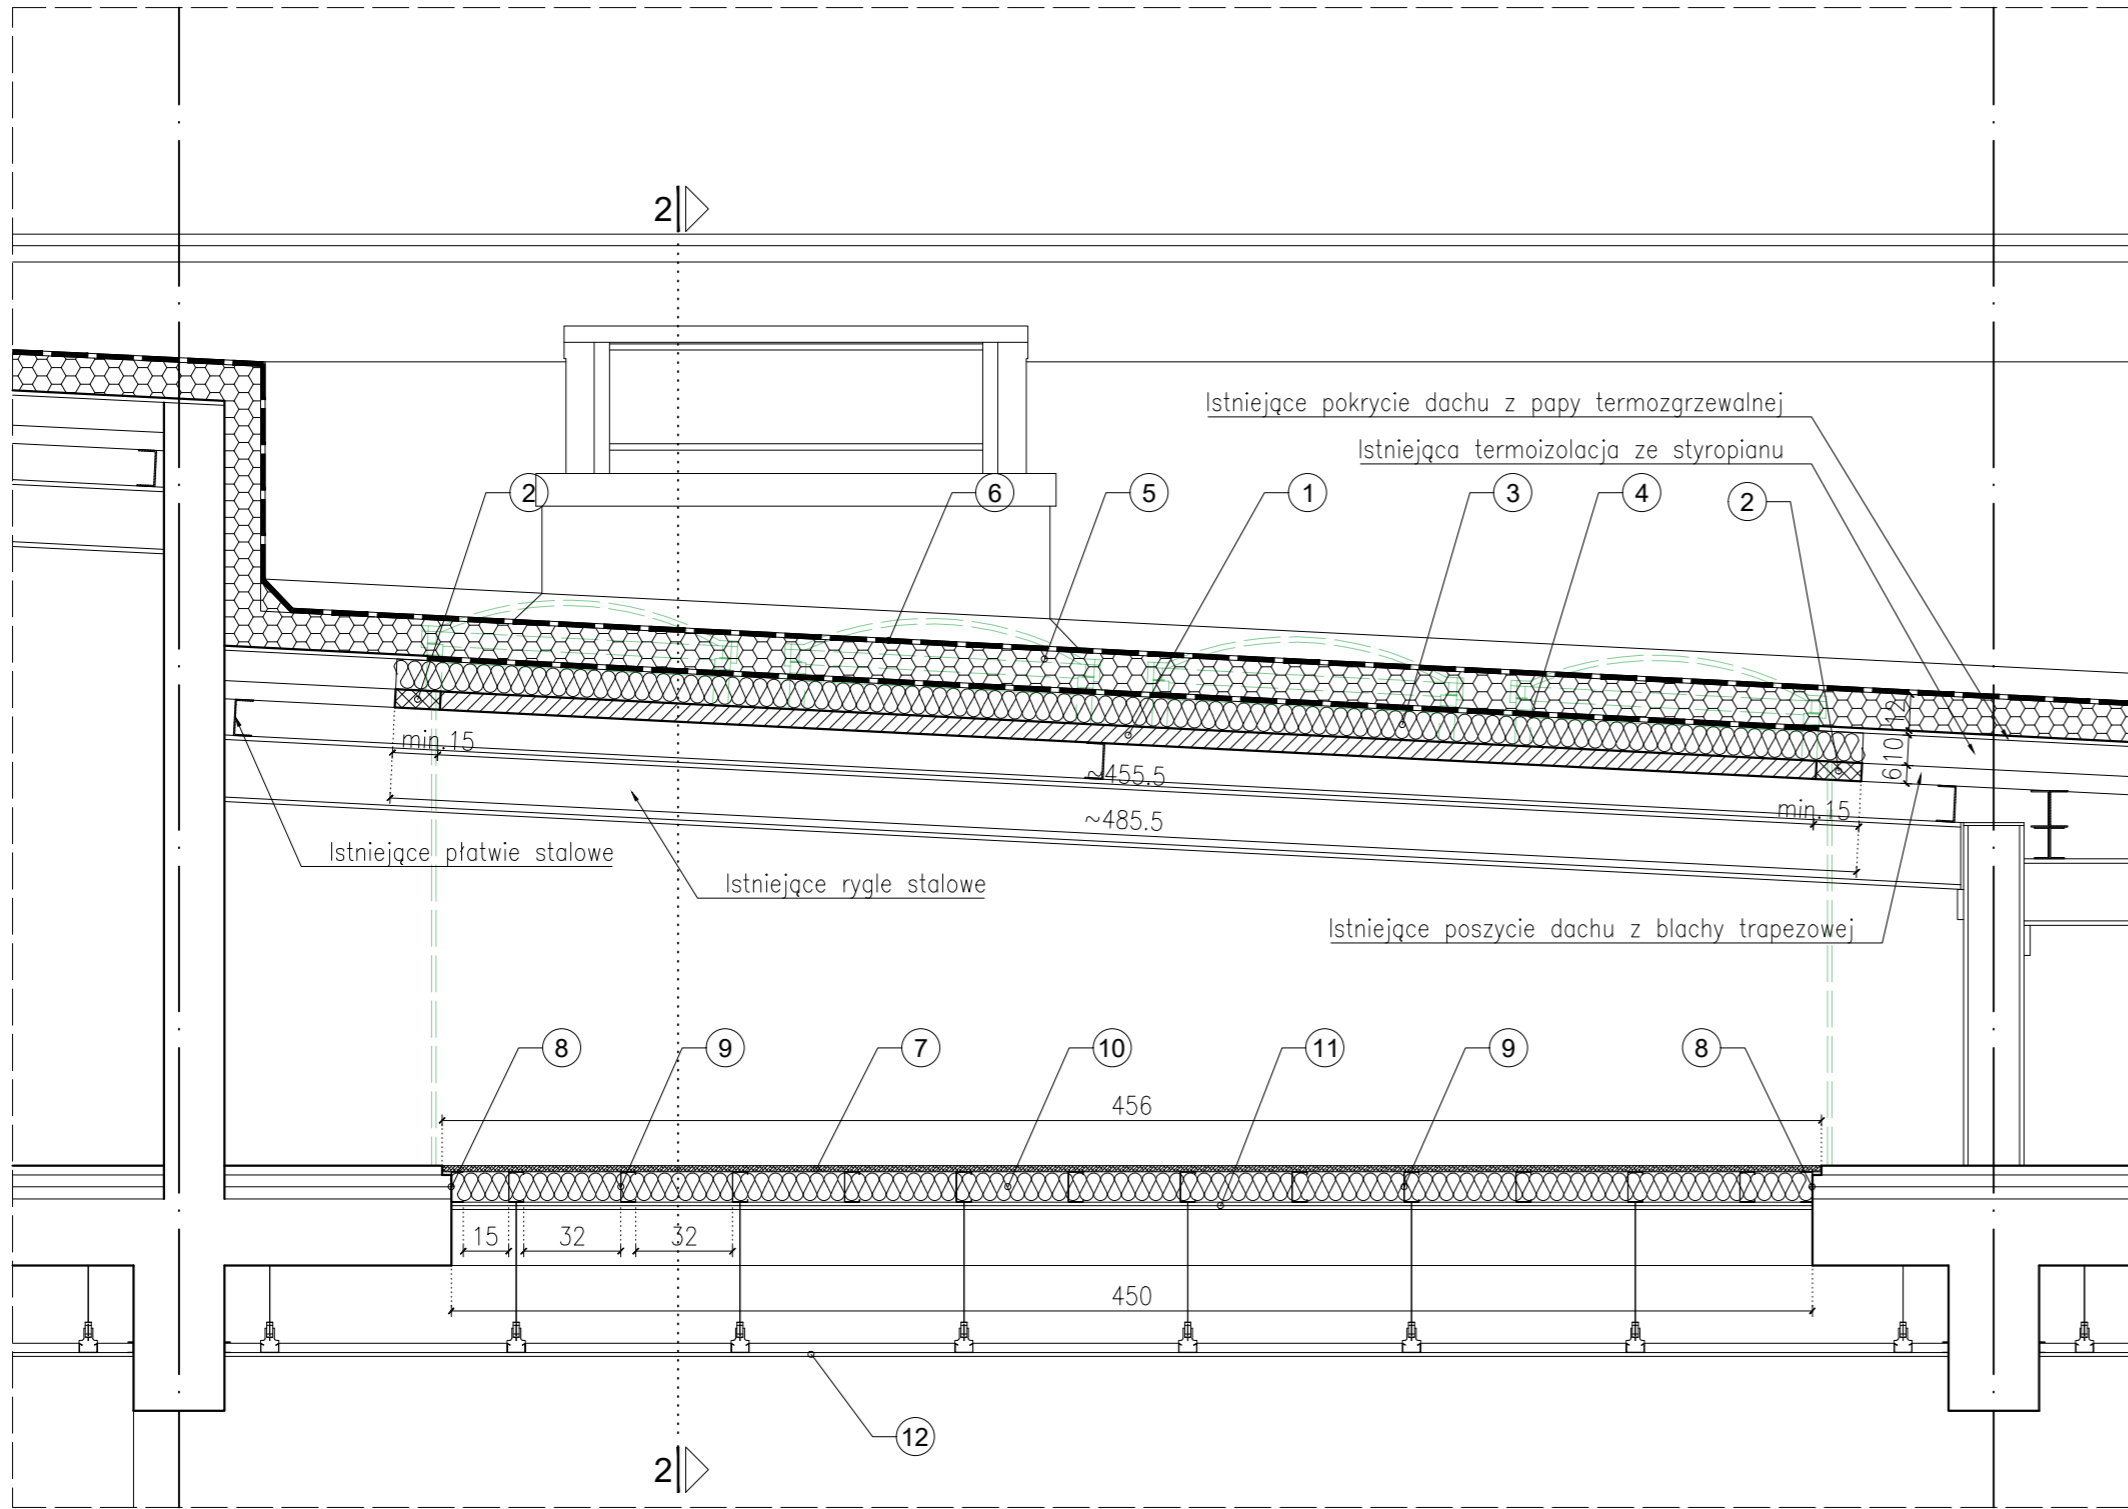 2
Istniejące pokrycie dachu z papy termozgrzewalnej
Istniejąca termoizolacja ze styropianu
2 6 5 1 3 4 2
12
10
6
min.15
~455.5
min.15
~485.5
Istniejące płatwie stalowe
Istniejące rygle stalowe
Istniejące poszycie dachu z blachy trapezowej
8 9 7 10 11 9 8
456
15 32 32
450
12
2